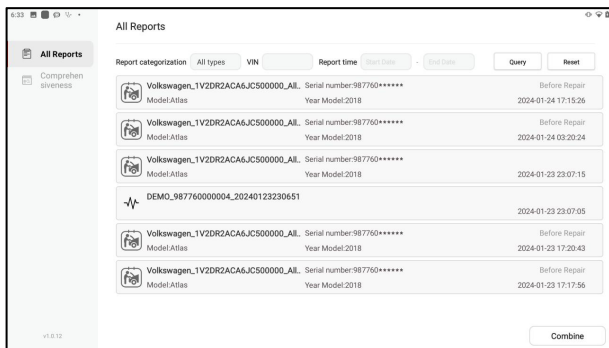 6:33
All Reports
All Reports
Comprehen
siveness
Report categorization All types VIN Report time Start Date - End Date Query Reset
Volkswagen_1V2DR2ACA6JC500000_All.. Serial number:987760****** Before Repair
Model:Atlas Year Model:2018 2024-01-24 17:15:26
Volkswagen_1V2DR2ACA6JC500000_All.. Serial number:987760****** Before Repair
Model:Atlas Year Model:2018 2024-01-24 03:20:24
Volkswagen_1V2DR2ACA6JC500000_All.. Serial number:987760******
Model:Atlas Year Model:2018 2024-01-23 23:07:15
DEMO_987760000004_20240123230651
2024-01-23 23:07:05
Volkswagen_1V2DR2ACA6JC500000_All.. Serial number:987760****** Before Repair
Model:Atlas Year Model:2018 2024-01-23 17:20:43
Volkswagen_1V2DR2ACA6JC500000_All.. Serial number:987760****** Before Repair
Model:Atlas Year Model:2018 2024-01-23 17:17:56
v1.0.12
Combine